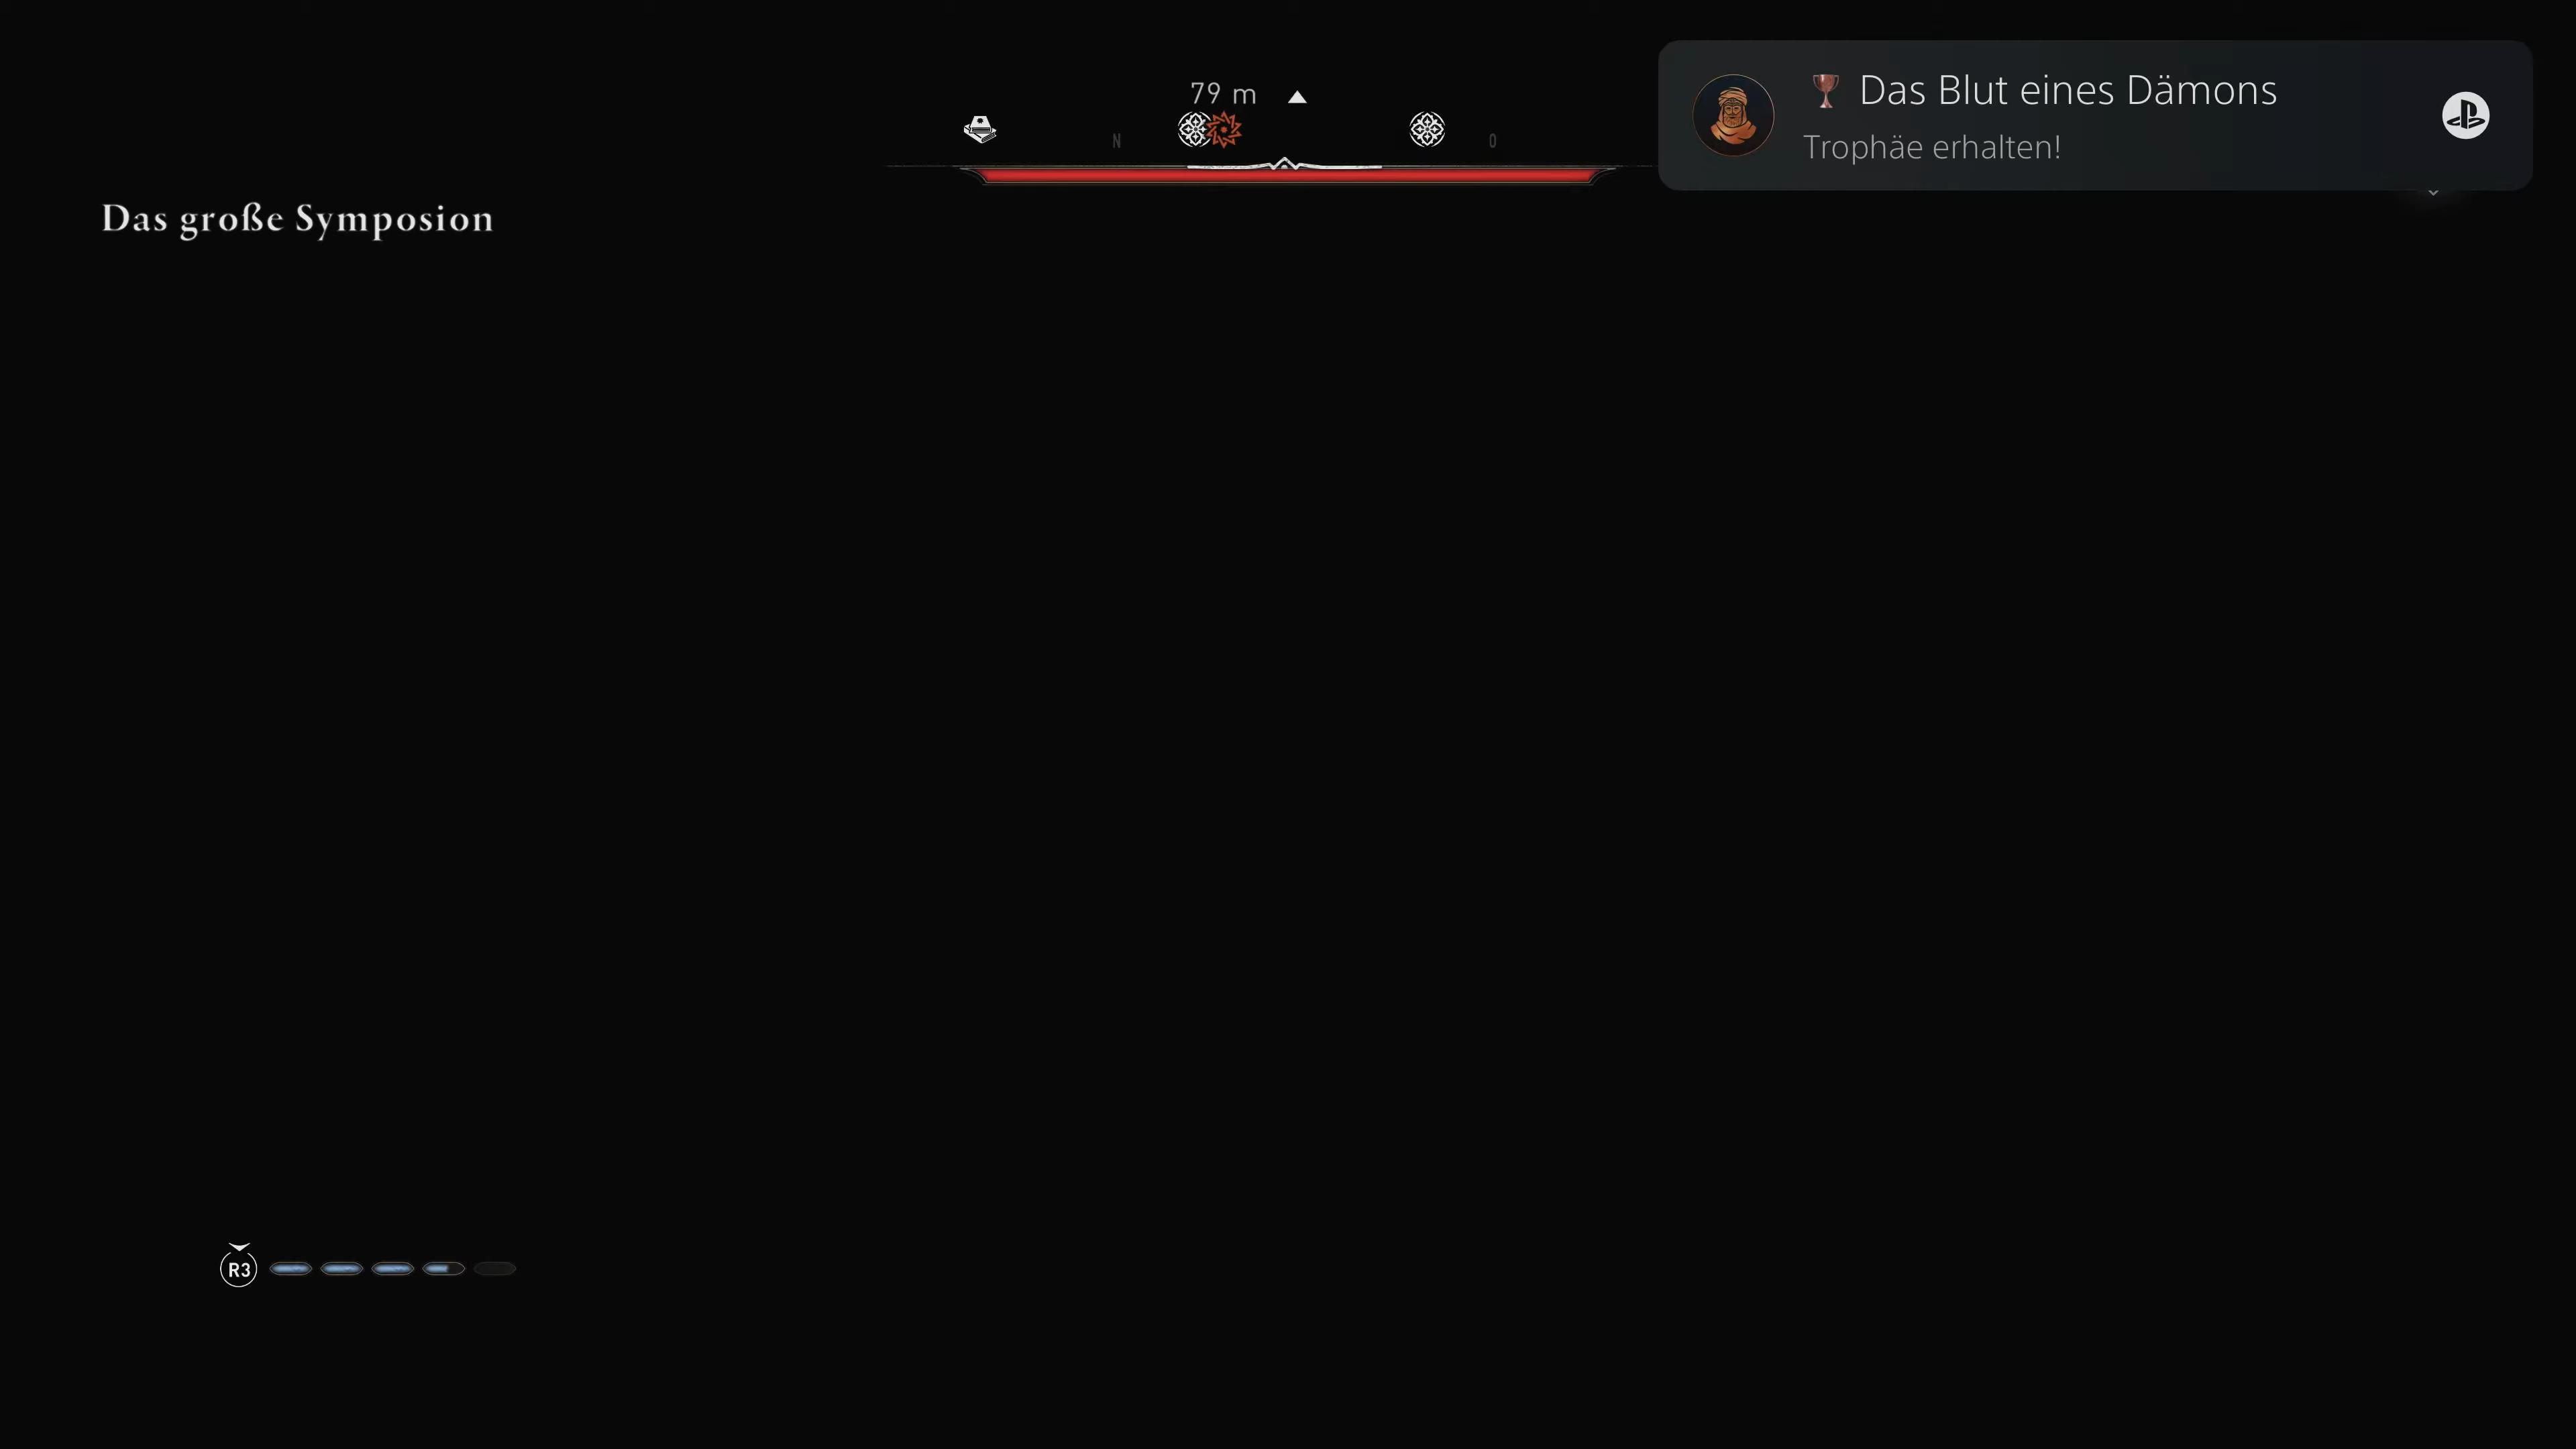 79 m
N
O
Das Blut eines Dämons
Trophäe erhalten!
Das große Symposion
R3